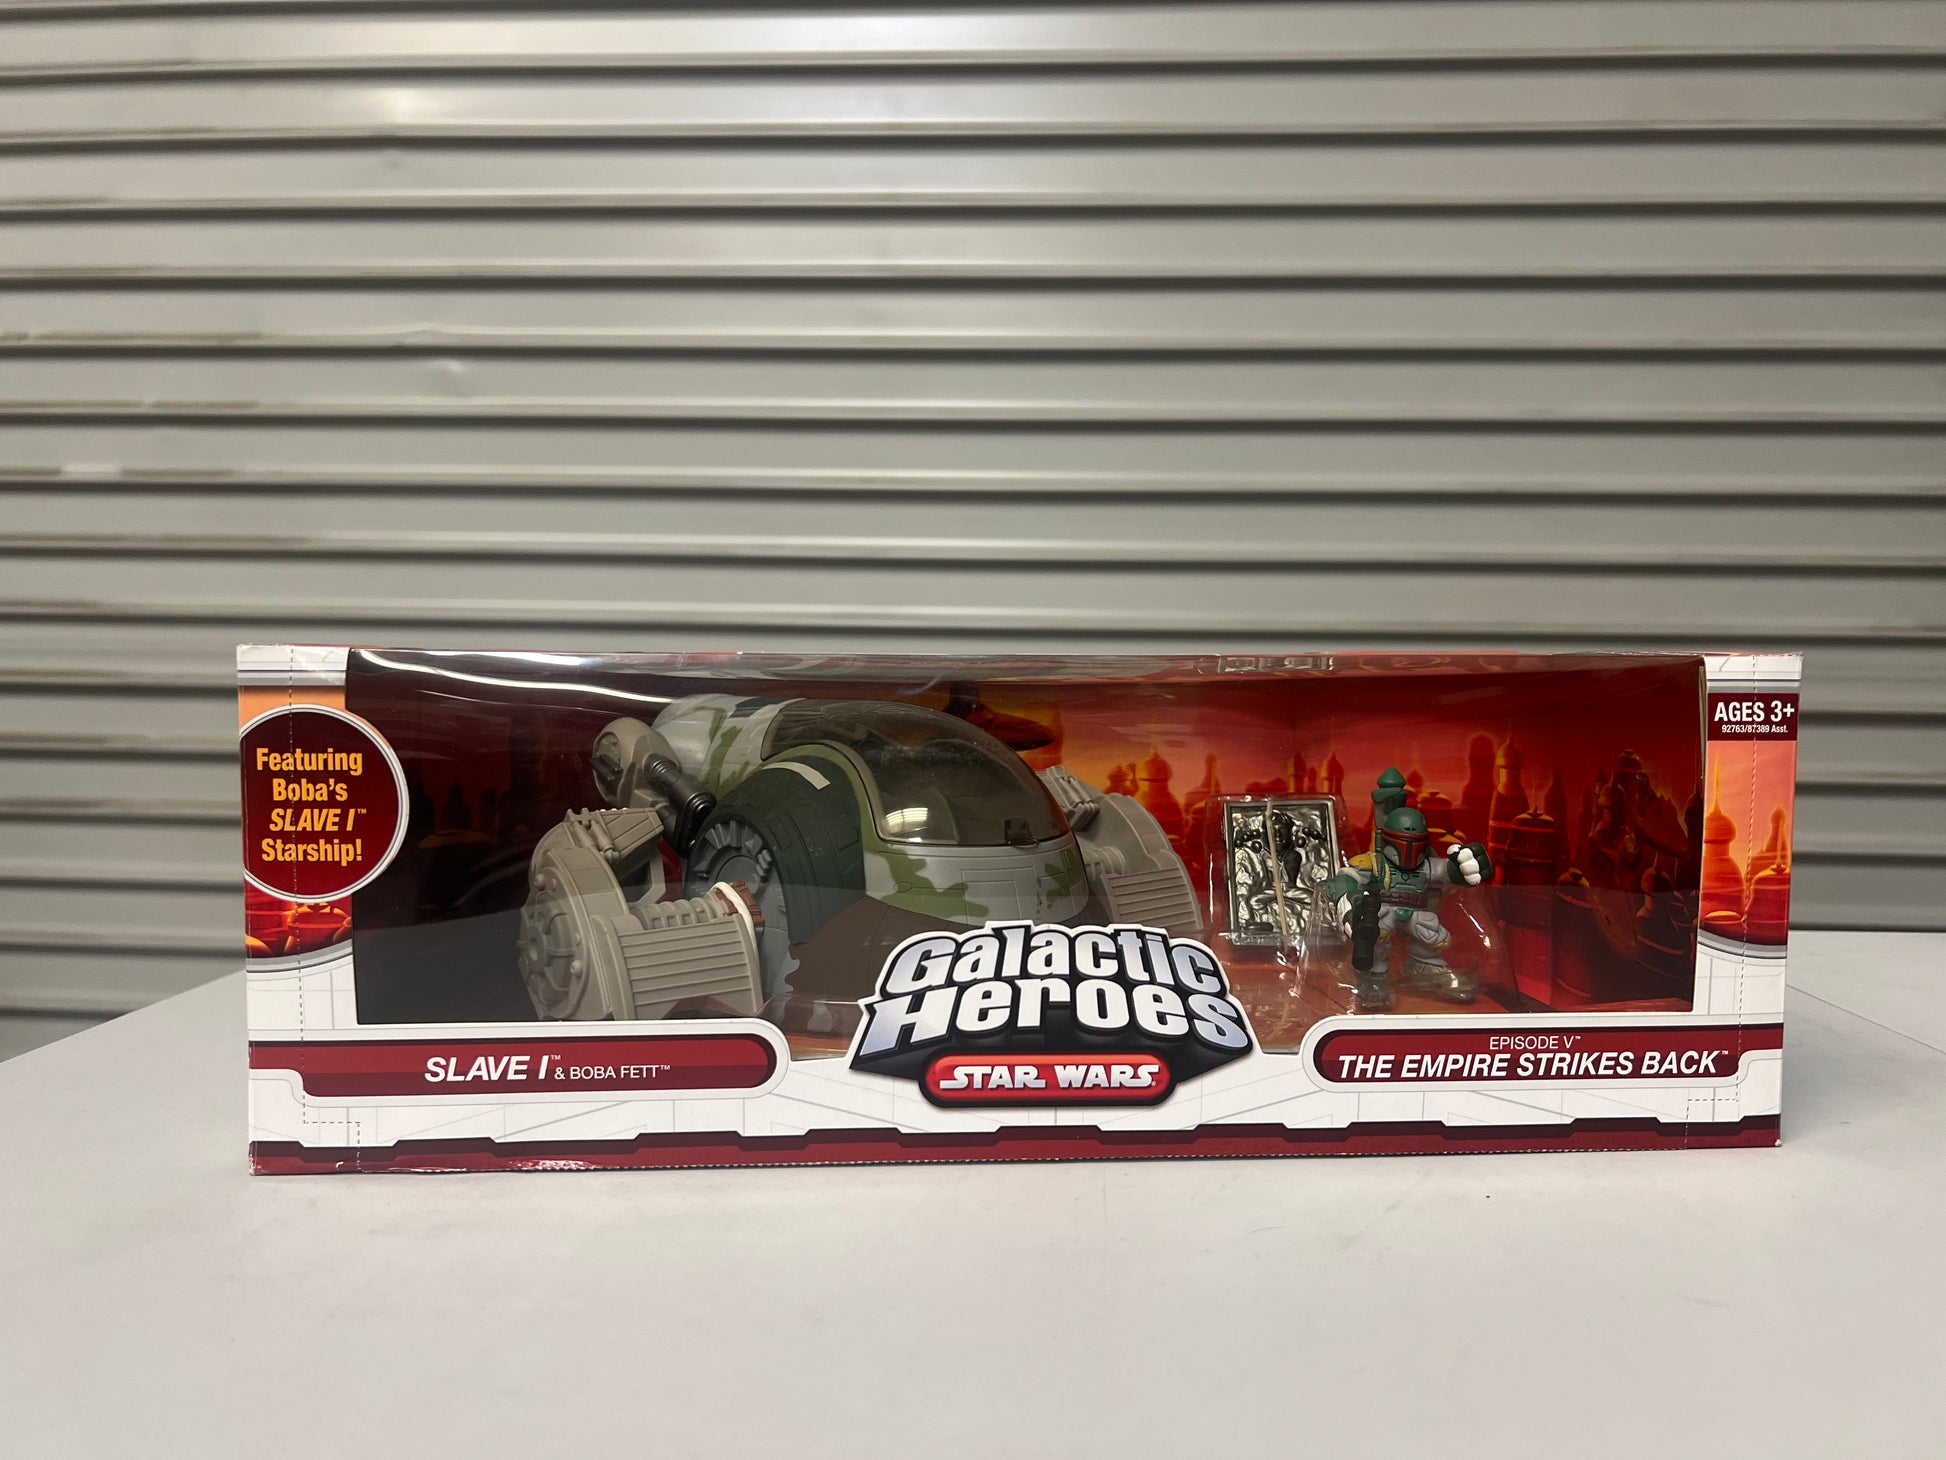 Featuring
Boba's
SLAVE I™
Starship!
AGES 3+
92763/87389 Asst.
Galactic
Heroes
STAR WARS®
SLAVE I™ & BOBA FETT™
EPISODE V™
THE EMPIRE STRIKES BACK™